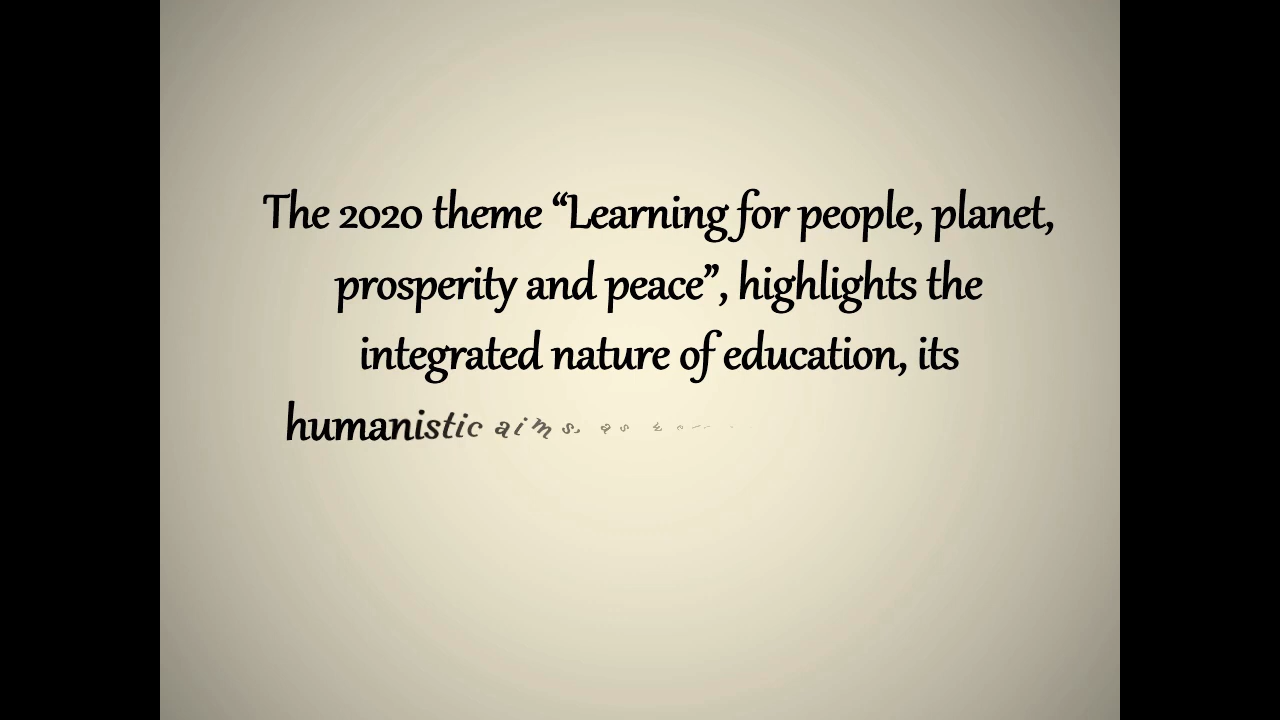 The 2020 theme “Learning for people, planet,
prosperity and peace”, highlights the
integrated nature of education, its
humanistic aims, as